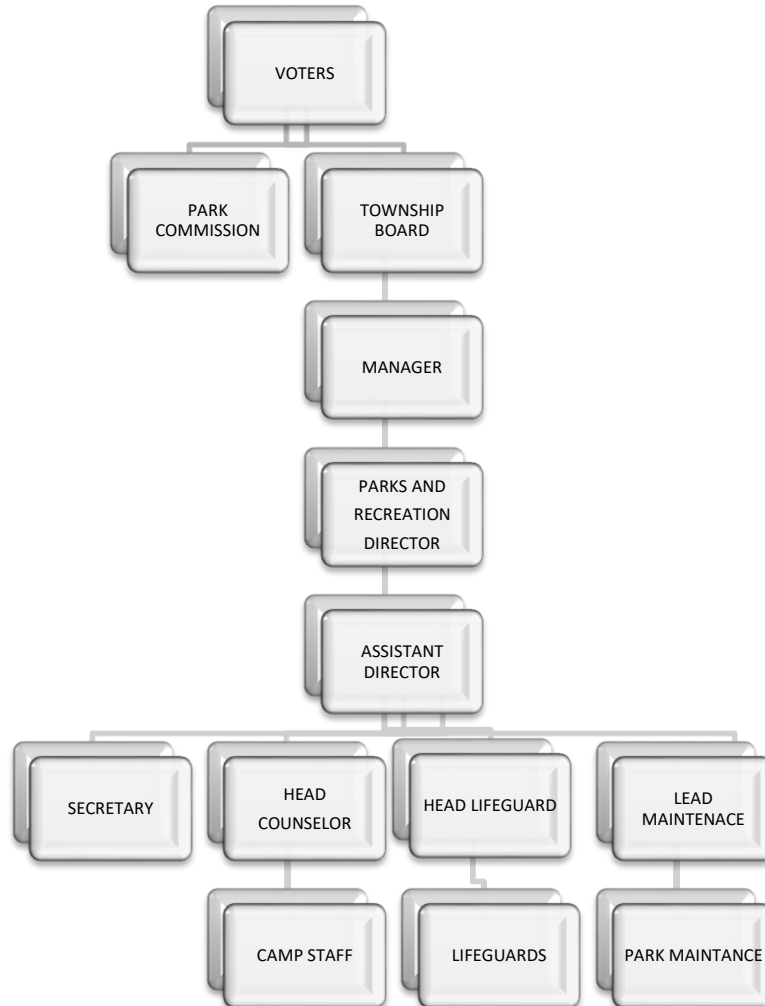 VOTERS
PARK
COMMISSION
TOWNSHIP
BOARD
MANAGER
PARKS AND
RECREATION
DIRECTOR
ASSISTANT
DIRECTOR
SECRETARY
HEAD
COUNSELOR
HEAD LIFEGUARD
LEAD
MAINTENACE
CAMP STAFF
LIFEGUARDS
PARK MAINTANCE